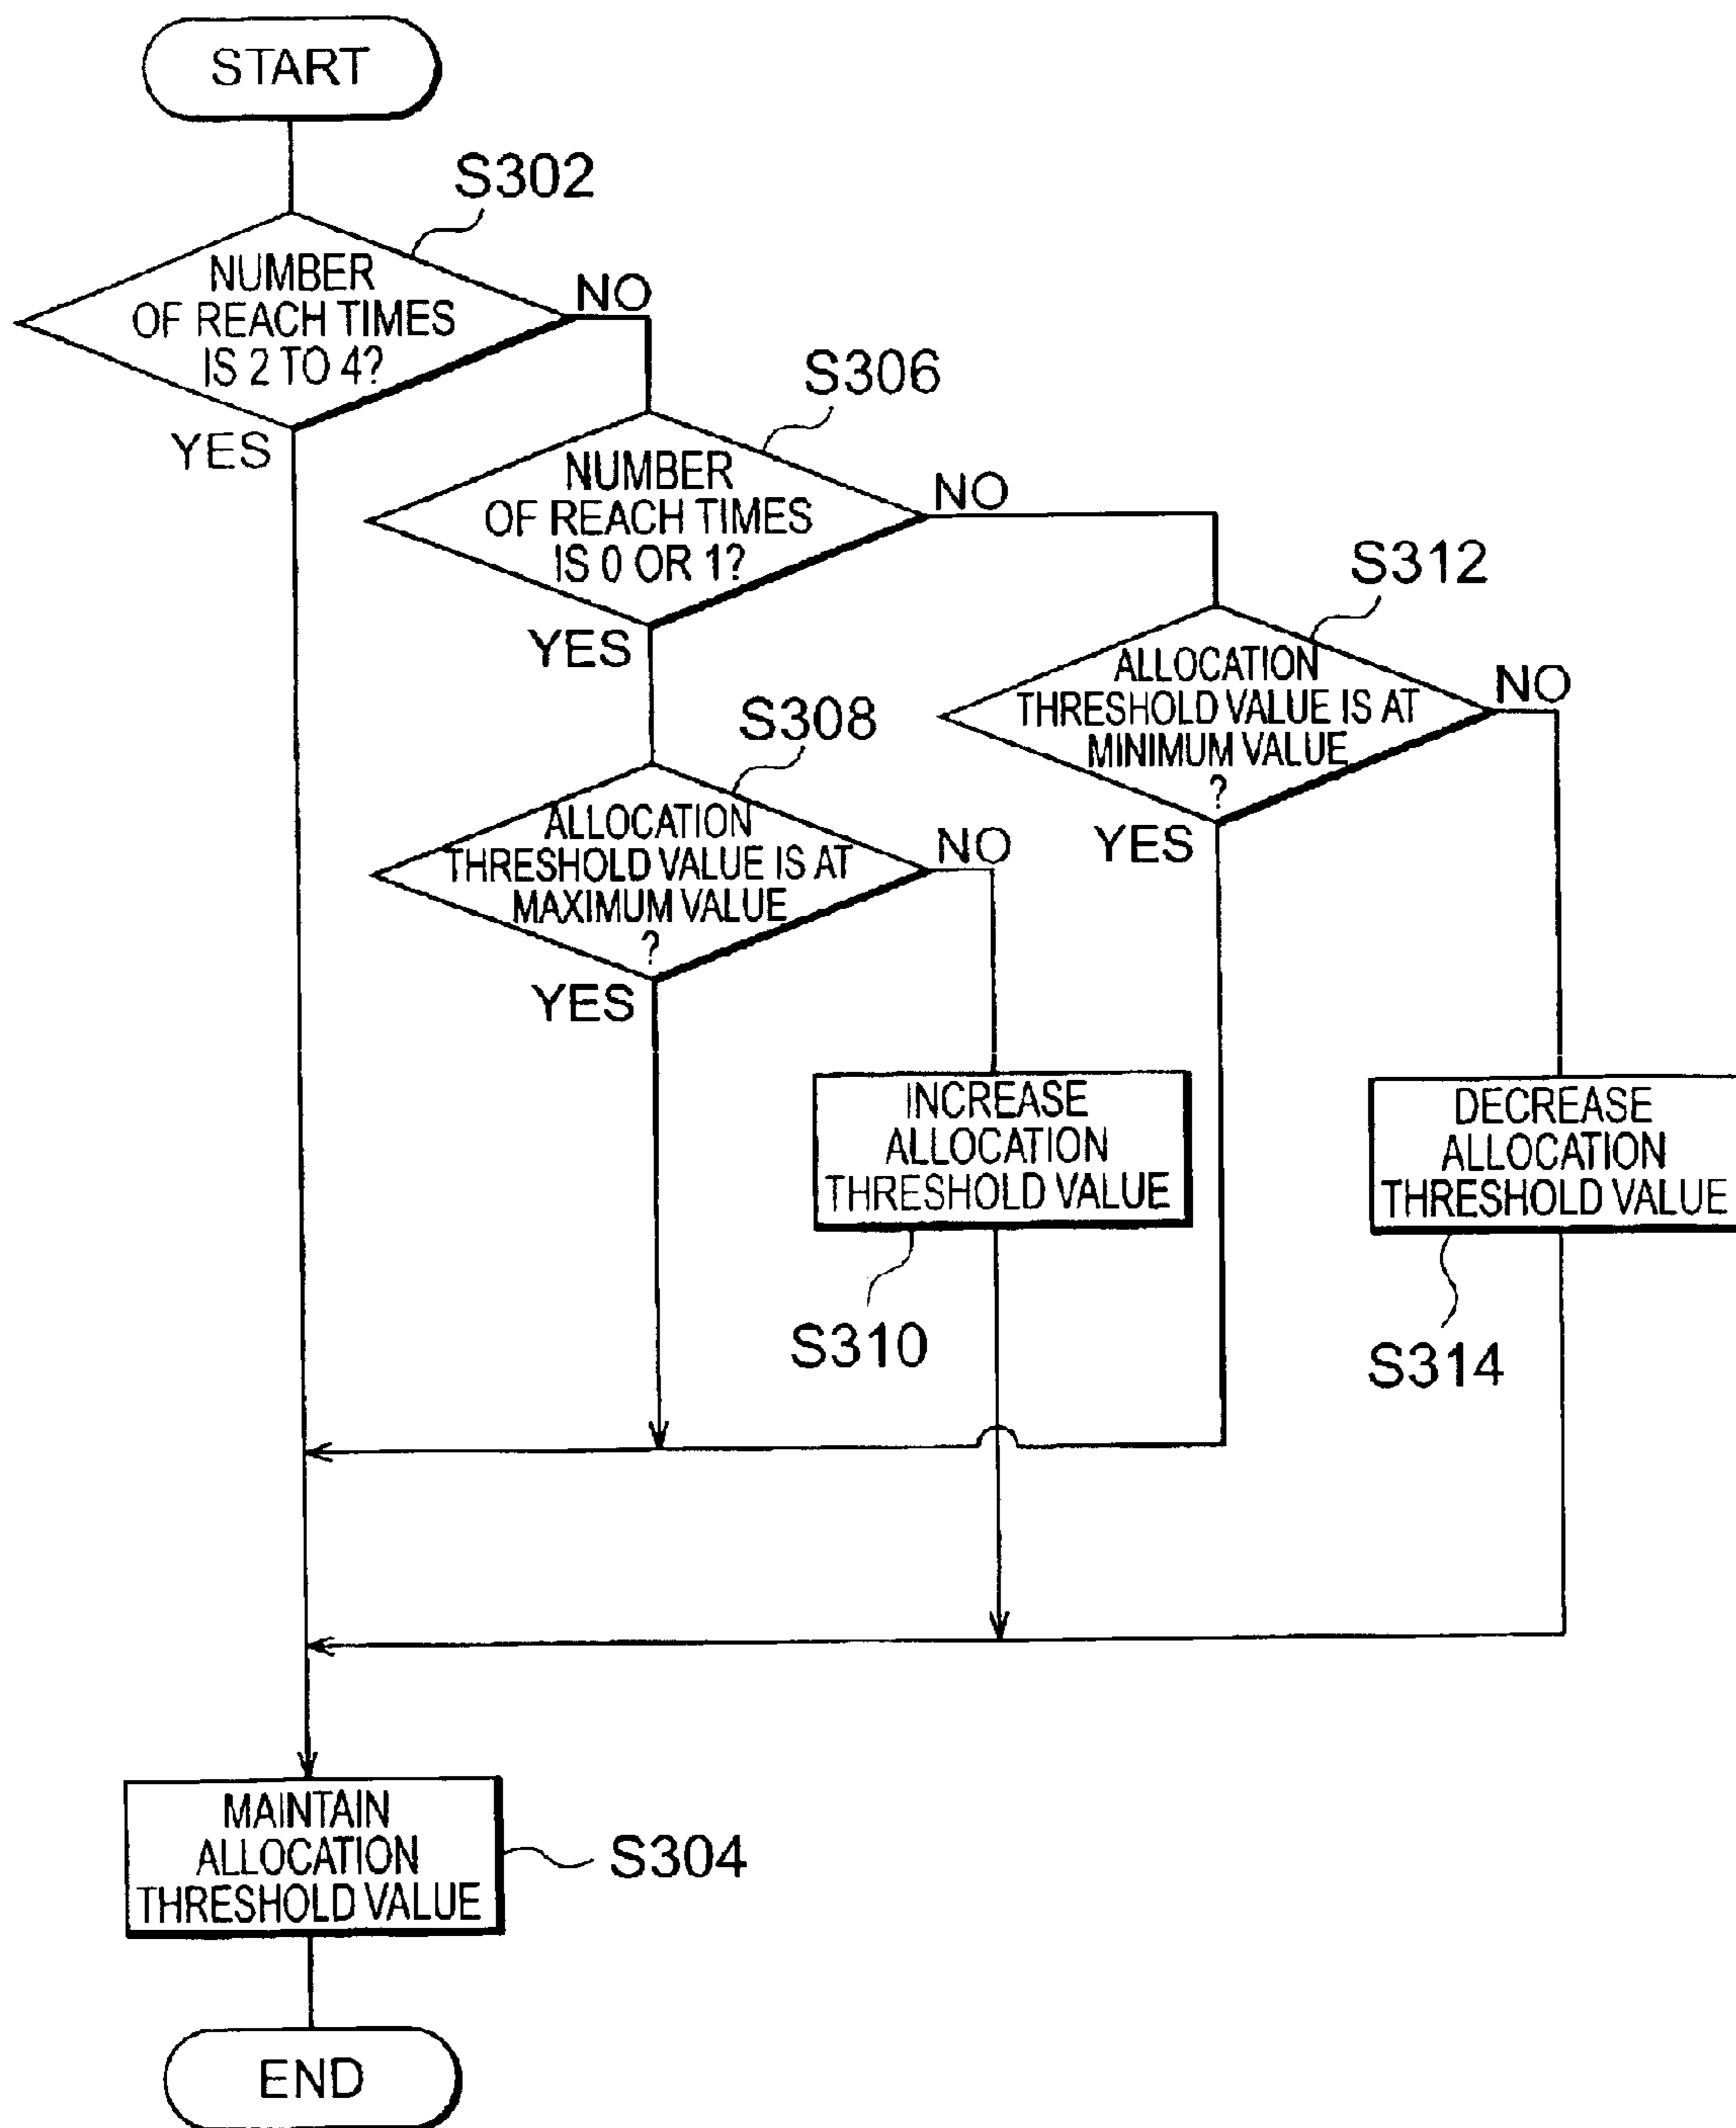 START
S302
NUMBER
OF REACH TIMES
IS 2 TO 4?
NO
YES
S306
NUMBER
OF REACH TIMES
IS 0 OR 1?
NO
YES
S312
ALLOCATION
THRESHOLD VALUE IS AT
MINIMUM VALUE
?
NO
YES
S308
ALLOCATION
THRESHOLD VALUE IS AT
MAXIMUM VALUE
?
NO
YES
INCREASE
ALLOCATION
THRESHOLD VALUE
S310
DECREASE
ALLOCATION
THRESHOLD VALUE
S314
MAINTAIN
ALLOCATION
THRESHOLD VALUE
S304
END